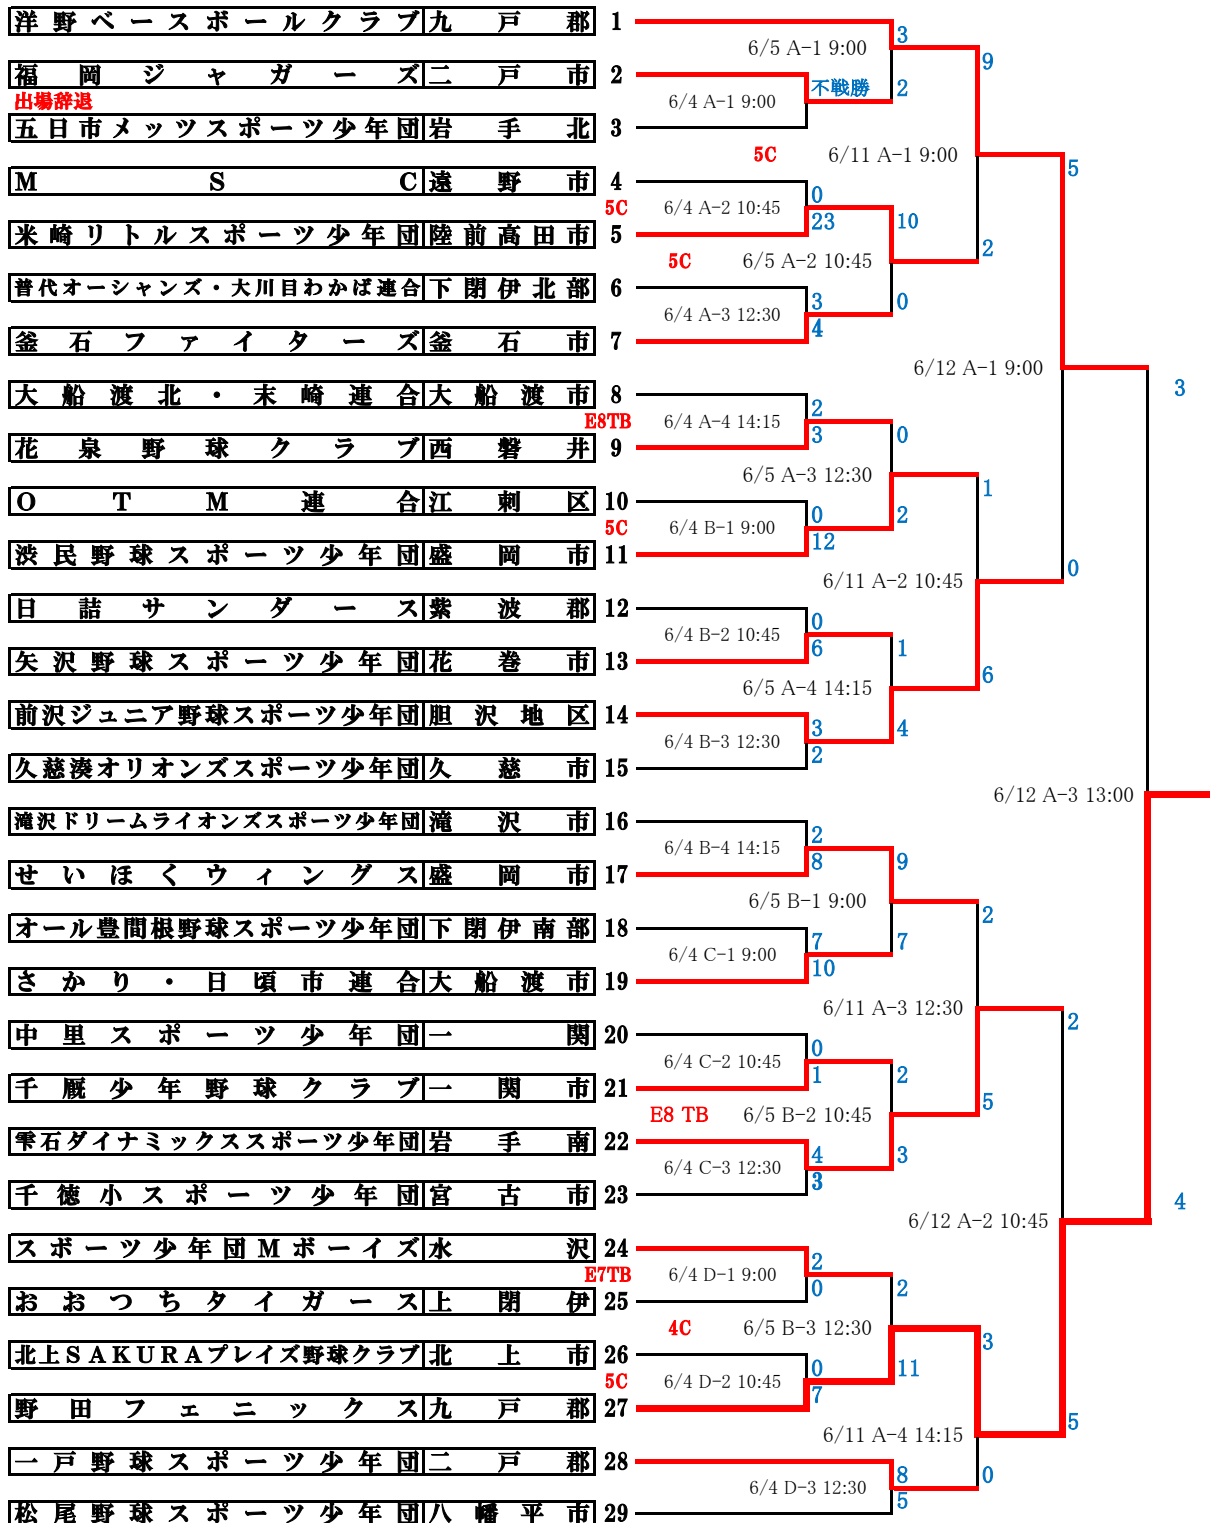 洋野ベースボールクラブ 九戸郡 1
3
6/5 A-1 9:00
9
福岡ジャガーズ 二戸市 2
不戦勝 2
出場辞退
6/4 A-1 9:00
五日市メッツスポーツ少年団 岩手北 3
5C 6/11 A-1 9:00
5
MSC 遠野市 4
0
5C 6/4 A-2 10:45
23 10
米崎リトルスポーツ少年団 陸前高田市 5
2
5C 6/5 A-2 10:45
普代オーシャンズ・大川目わかば連合 下閉伊北部 6
3 0
6/4 A-3 12:30
4
釜石ファイターズ 釜石市 7
6/12 A-1 9:00
3
大船渡北・末崎連合 大船渡市 8
2
E8TB 6/4 A-4 14:15
3 0
花泉野球クラブ 西磐井 9
6/5 A-3 12:30
1
OTM連合 江刺区 10
0 2
5C 6/4 B-1 9:00
12
渋民野球スポーツ少年団 盛岡市 11
0
6/11 A-2 10:45
日詰サンダース 紫波郡 12
0
6/4 B-2 10:45
6 1
矢沢野球スポーツ少年団 花巻市 13
6
6/5 A-4 14:15
前沢ジュニア野球スポーツ少年団 胆沢地区 14
3 4
6/4 B-3 12:30
2
久慈湊オリオンズスポーツ少年団 久慈市 15
6/12 A-3 13:00
滝沢ドリームライオンズスポーツ少年団 滝沢市 16
2
6/4 B-4 14:15
8 9
せいほくウィングス 盛岡市 17
6/5 B-1 9:00
2
オール豊間根野球スポーツ少年団 下閉伊南部 18
7 7
6/4 C-1 9:00
10
さかり・日頃市連合 大船渡市 19
6/11 A-3 12:30
2
中里スポーツ少年団 一関 20
0
6/4 C-2 10:45
1 2
千厩少年野球クラブ 一関市 21
5
E8 TB 6/5 B-2 10:45
雫石ダイナミックススポーツ少年団 岩手南 22
4 3
6/4 C-3 12:30
3
千徳小スポーツ少年団 宮古市 23
4
6/12 A-2 10:45
スポーツ少年団Mボーイズ 水沢 24
2
E7TB 6/4 D-1 9:00
0 2
おおつちタイガース 上閉伊 25
4C 6/5 B-3 12:30
3
北上SAKURAブレイズ野球クラブ 北上市 26
0 11
5C 6/4 D-2 10:45
7
野田フェニックス 九戸郡 27
5
6/11 A-4 14:15
一戸野球スポーツ少年団 二戸郡 28
8 0
6/4 D-3 12:30
5
松尾野球スポーツ少年団 八幡平市 29